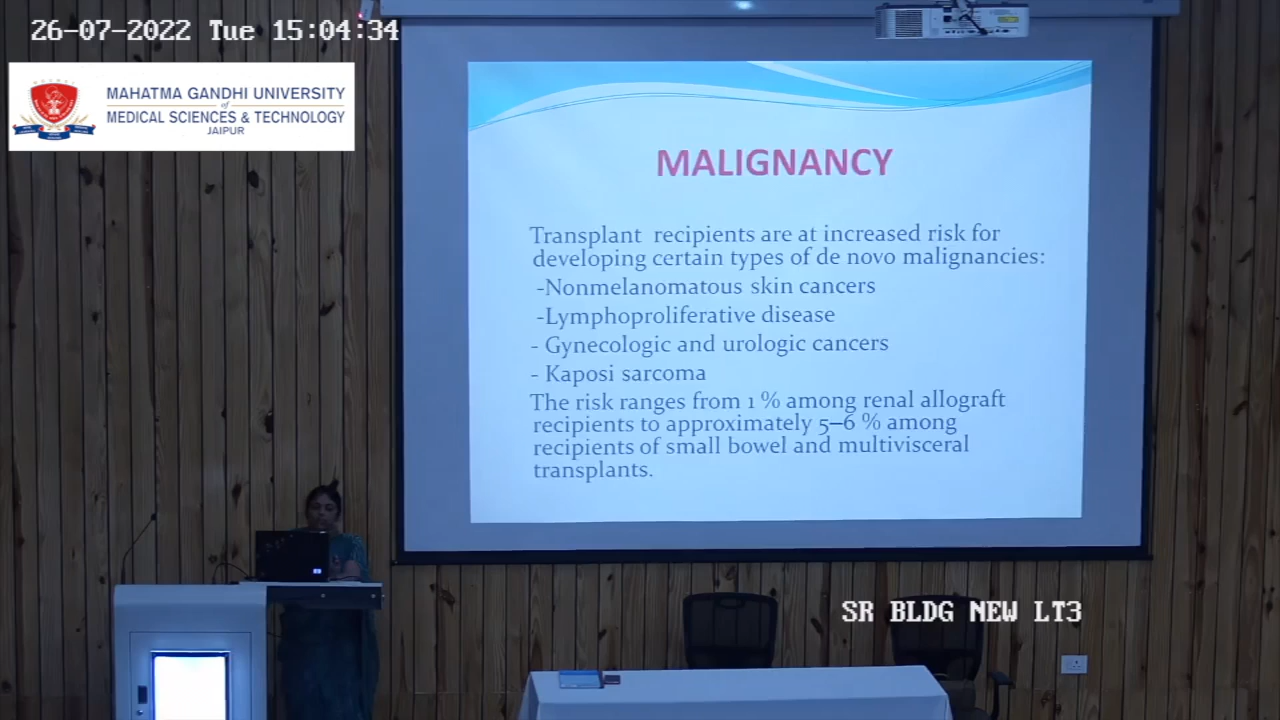 26-07-2022 Tue 15:04:34
MAHATMA GANDHI UNIVERSITY
of
MEDICAL SCIENCES & TECHNOLOGY
JAIPUR
MALIGNANCY
Transplant recipients are at increased risk for
developing certain types of de novo malignancies:
-Nonmelanomatous skin cancers
-Lymphoproliferative disease
- Gynecologic and urologic cancers
- Kaposi sarcoma
The risk ranges from 1 % among renal allograft
recipients to approximately 5–6 % among
recipients of small bowel and multivisceral
transplants.
SR BLDG NEW LT3